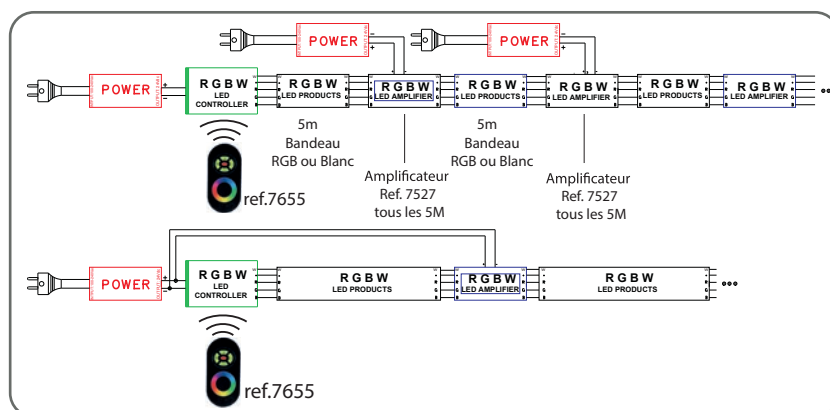 POWER
POWER
POWER
RGBW
LED
CONTROLLER
RGBW
LED PRODUCTS
RGBW
LED AMPLIFIER
RGBW
LED PRODUCTS
RGBW
LED AMPLIFIER
RGBW
LED PRODUCTS
RGBW
LED AMPLIFIER
ref.7655
5m
Bandeau
RGB ou Blanc
Amplificateur
Ref. 7527
tous les 5M
5m
Bandeau
RGB ou Blanc
Amplificateur
Ref. 7527
tous les 5M
POWER
RGBW
LED
CONTROLLER
RGBW
LED PRODUCTS
RGBW
LED AMPLIFIER
RGBW
LED PRODUCTS
ref.7655